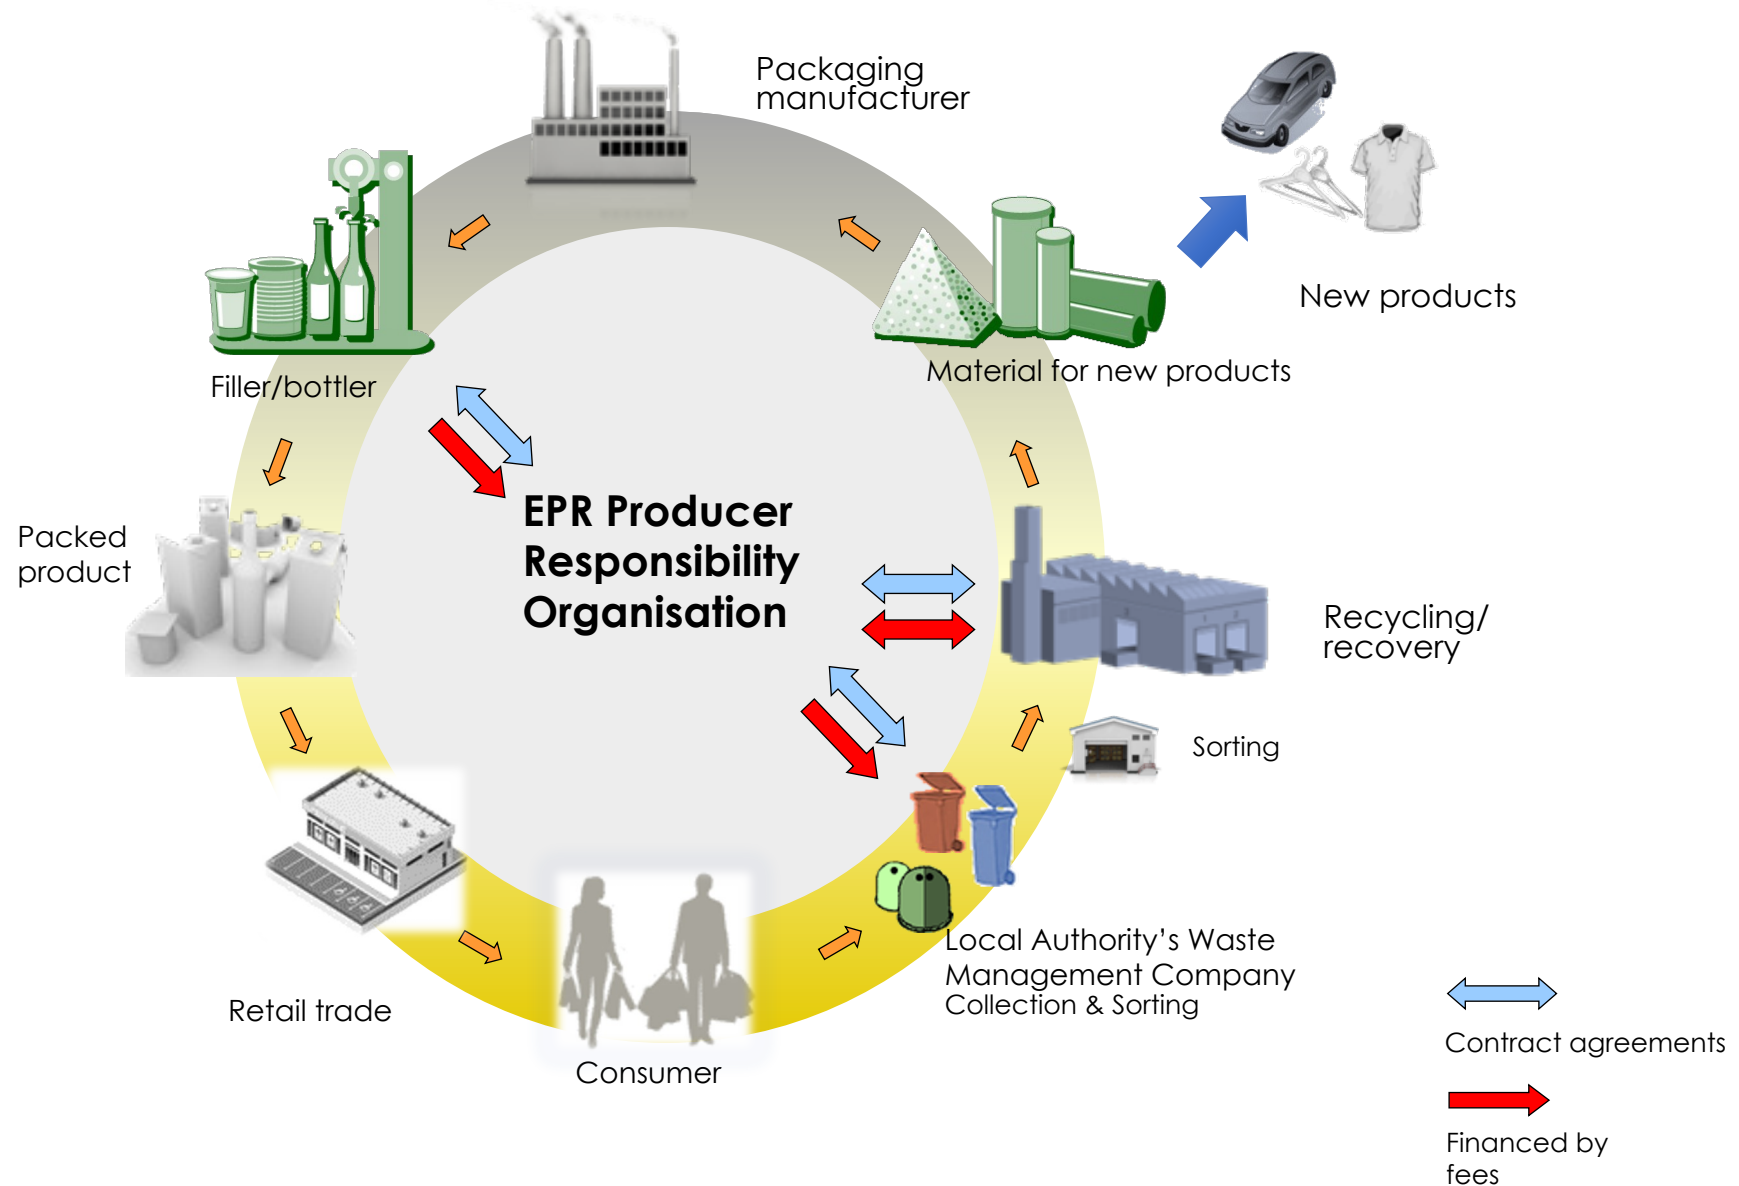 Packaging
manufacturer
New products
Material for new products
Filler/bottler
EPR Producer
Responsibility
Organisation
Packed
product
Recycling/
recovery
Sorting
Local Authority’s Waste
Management Company
Collection & Sorting
Retail trade
Consumer
Contract agreements
Financed by
fees